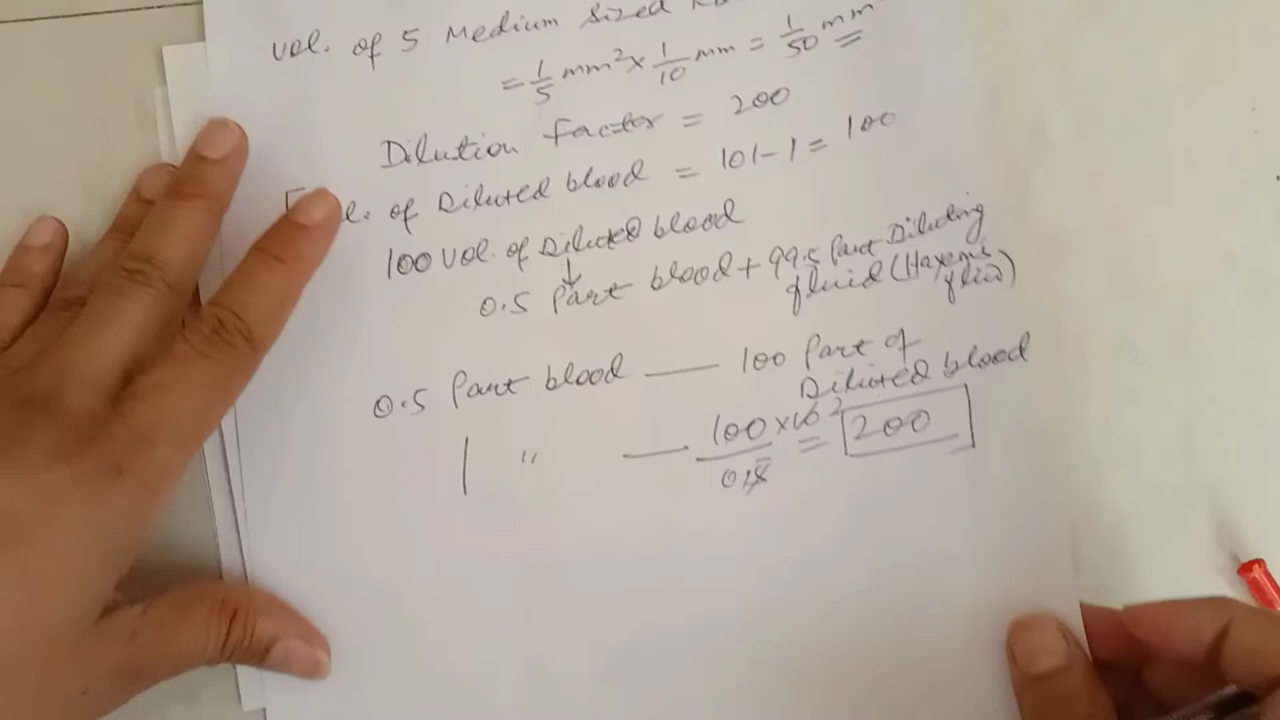 Vol. of 5 Medium Sized
= 1/5 mm² × 1/10 mm = 1/50 mm
Dilution factor = 200
of Diluted blood = 101-1 = 100
100 Vol. of Diluted blood
↓
0.5 Part blood + 99.5 Part Diluting
fluid (Hayem's
fluid)
0.5 Part blood — 100 Part of
Diluted blood
1 " — 100×10/0.5 = 200